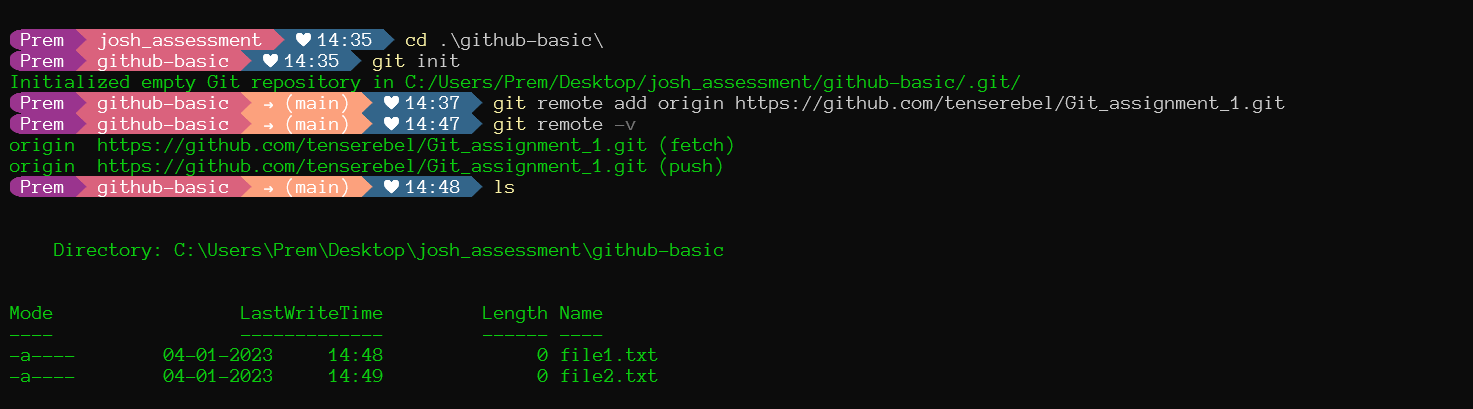 Prem josh_assessment ♥ 14:35 cd .\github-basic\
Prem github-basic ♥ 14:35 git init
Initialized empty Git repository in C:/Users/Prem/Desktop/josh_assessment/github-basic/.git/
Prem github-basic → (main) ♥ 14:37 git remote add origin https://github.com/tenserebel/Git_assignment_1.git
Prem github-basic → (main) ♥ 14:47 git remote -v
origin  https://github.com/tenserebel/Git_assignment_1.git (fetch)
origin  https://github.com/tenserebel/Git_assignment_1.git (push)
Prem github-basic → (main) ♥ 14:48 ls
    Directory: C:\Users\Prem\Desktop\josh_assessment\github-basic
Mode                 LastWriteTime         Length Name
----                 -------------         ------ ----
-a----        04-01-2023     14:48              0 file1.txt
-a----        04-01-2023     14:49              0 file2.txt